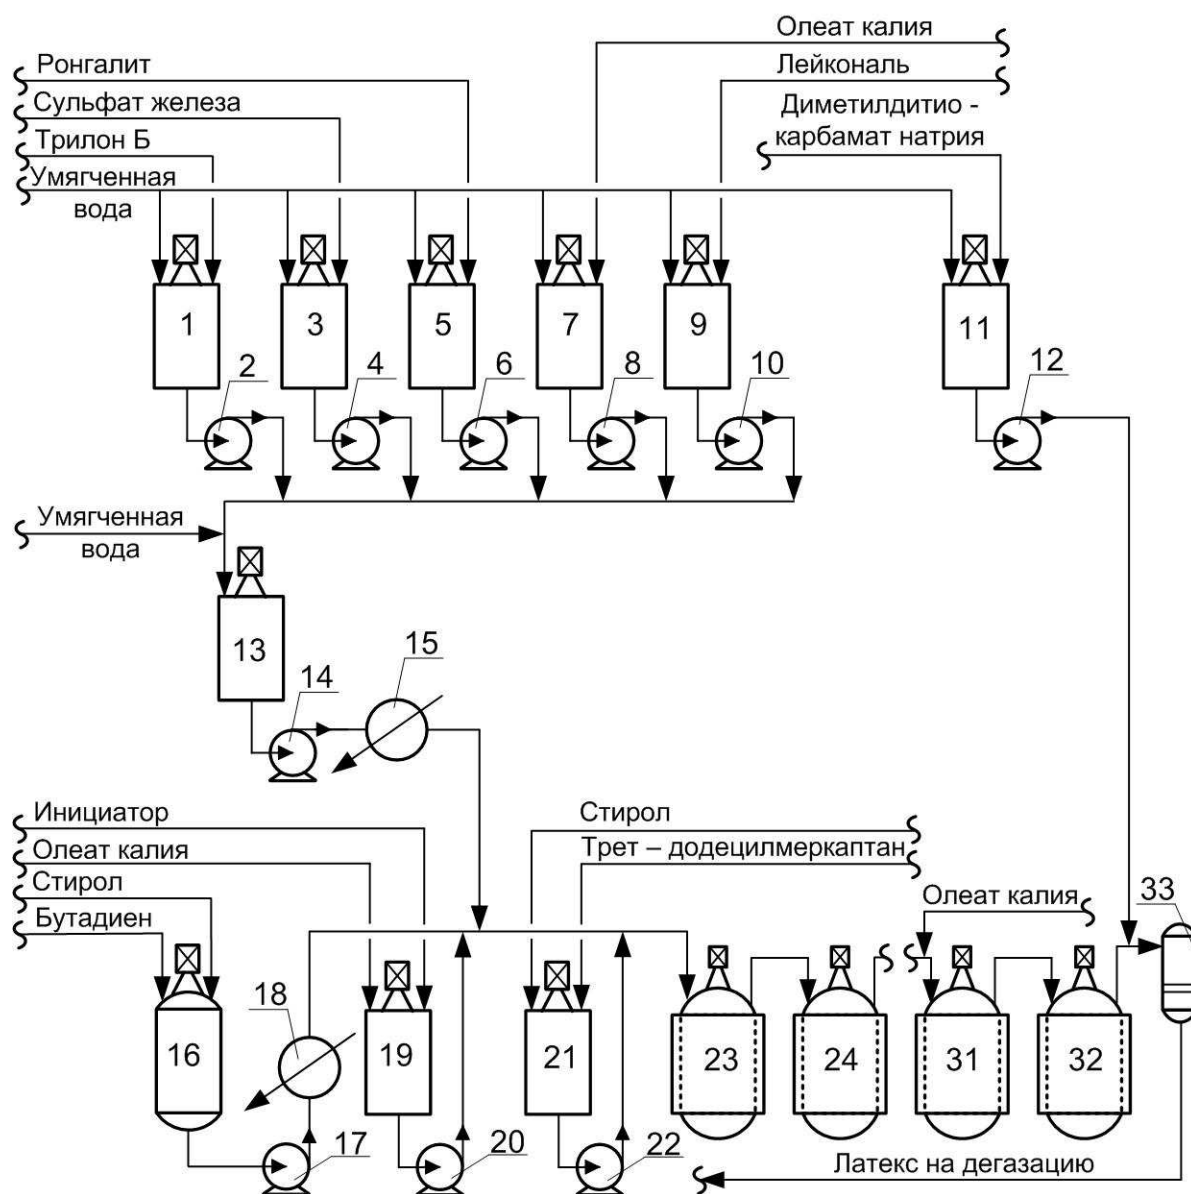 Олеат калия
Ронгалит
Лейкональ
Сульфат железа
Диметилдитио -
карбамат натрия
Трилон Б
Умягченная
вода
1
3
5
7
9
11
2
4
6
8
10
12
Умягченная
вода
13
14
15
Инициатор
Стирол
Олеат калия
Трет – додецилмеркаптан
Стирол
Олеат калия
33
Бутадиен
18
16
19
21
23
24
31
32
17
20
22
Латекс на дегазацию